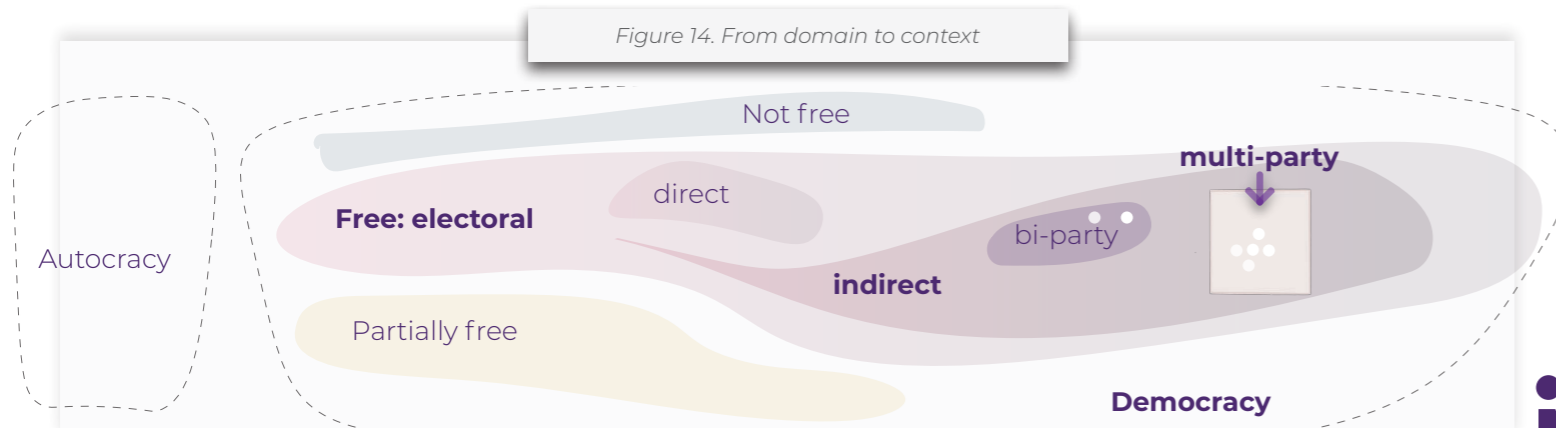 Figure 14. From domain to context
Not free
multi-party
direct
Free: electoral
bi-party
Autocracy
indirect
Partially free
Democracy